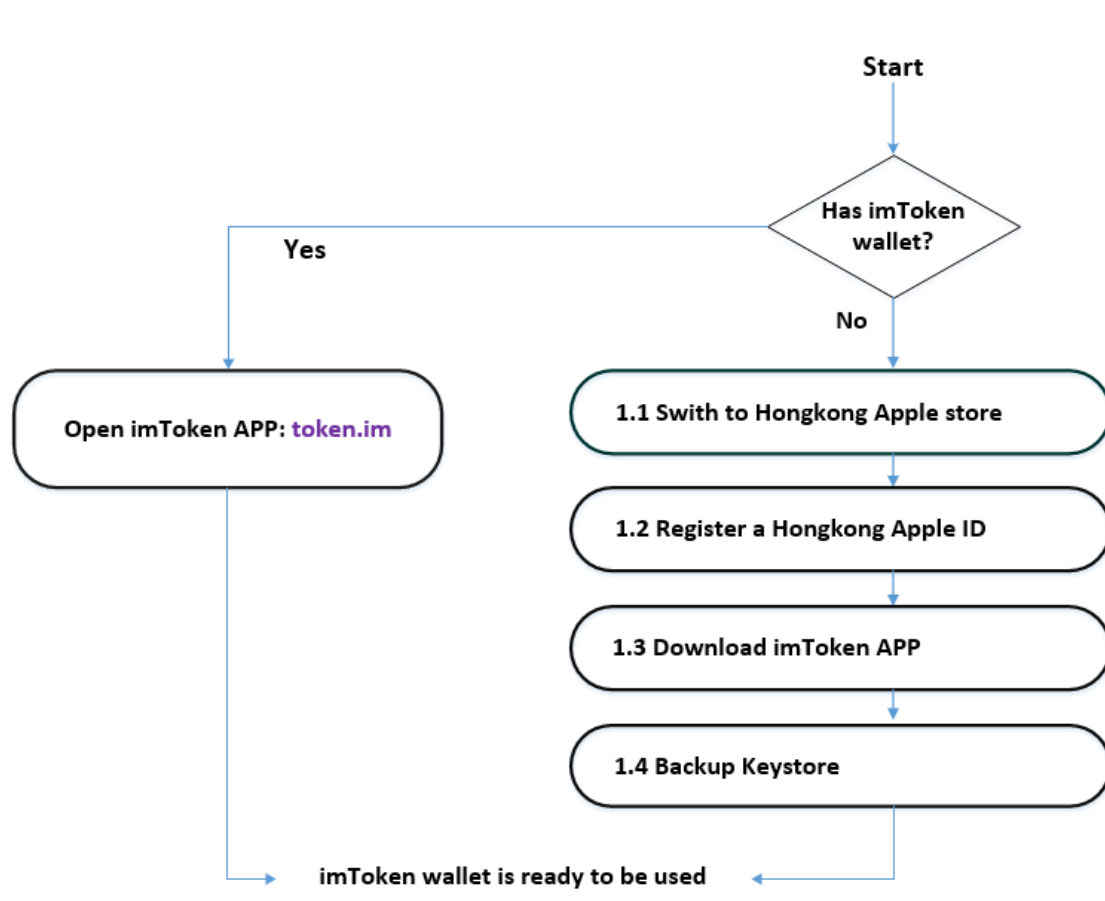 Start
Has imToken
wallet?
Yes
No
Open imToken APP: token.im
1.1 Swith to Hongkong Apple store
1.2 Register a Hongkong Apple ID
1.3 Download imToken APP
1.4 Backup Keystore
imToken wallet is ready to be used